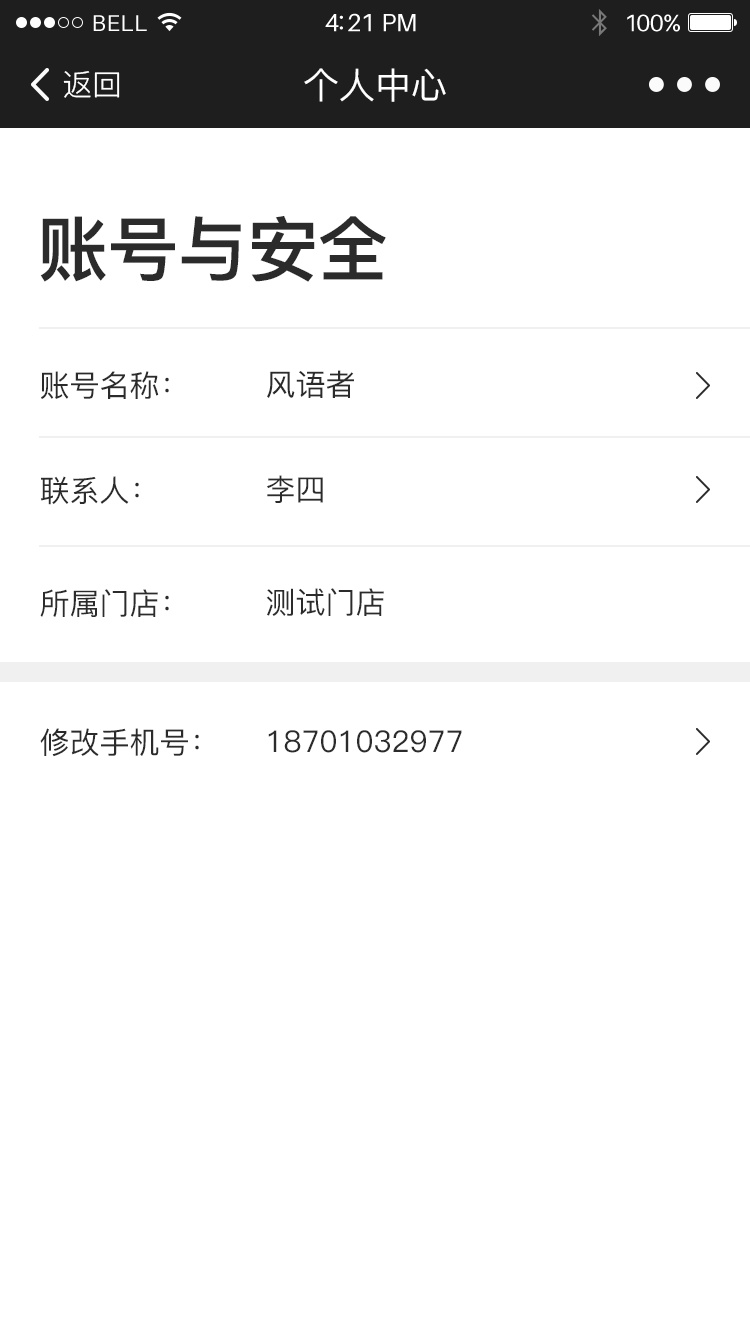 BELL 4:21 PM 100%
返回 个人中心
账号与安全
账号名称： 风语者
联系人： 李四
所属门店： 测试门店
修改手机号： 18701032977